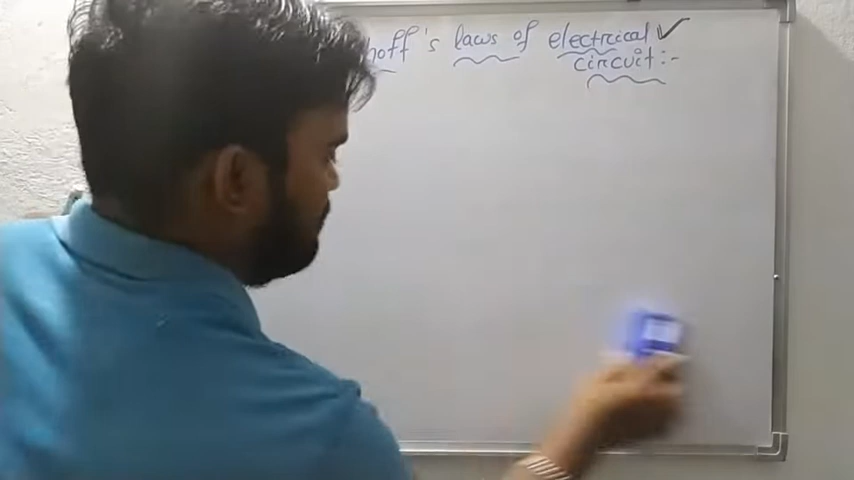 hoff's laws of electrical
circuit :-